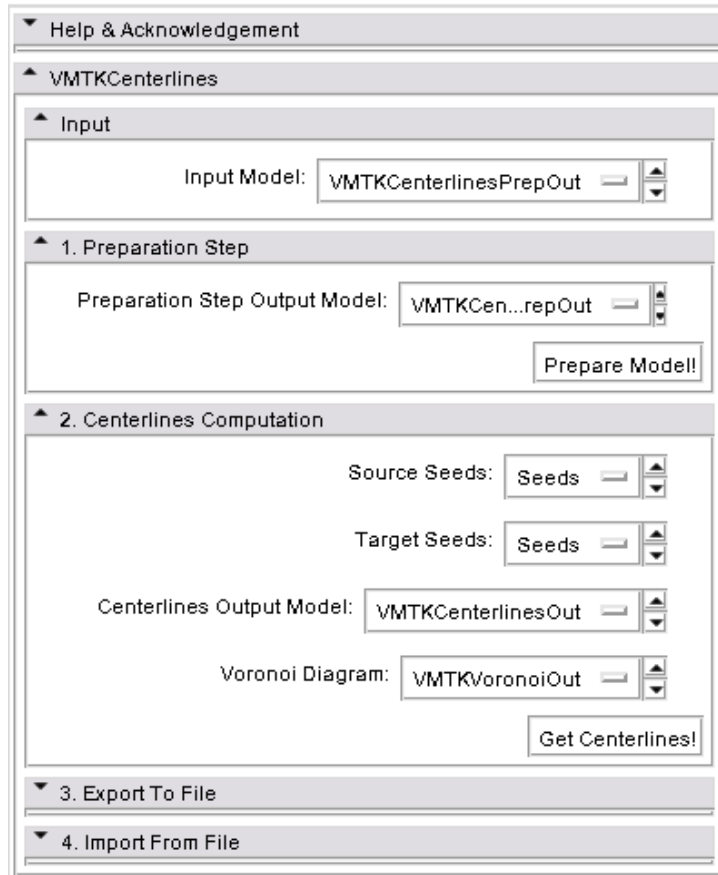 Help & Acknowledgement
VMTKCenterlines
Input
Input Model: VMTKCenterlinesPrepOut
1. Preparation Step
Preparation Step Output Model: VMTKCen...repOut
Prepare Model!
2. Centerlines Computation
Source Seeds: Seeds
Target Seeds: Seeds
Centerlines Output Model: VMTKCenterlinesOut
Voronoi Diagram: VMTKVoronoiOut
Get Centerlines!
3. Export To File
4. Import From File